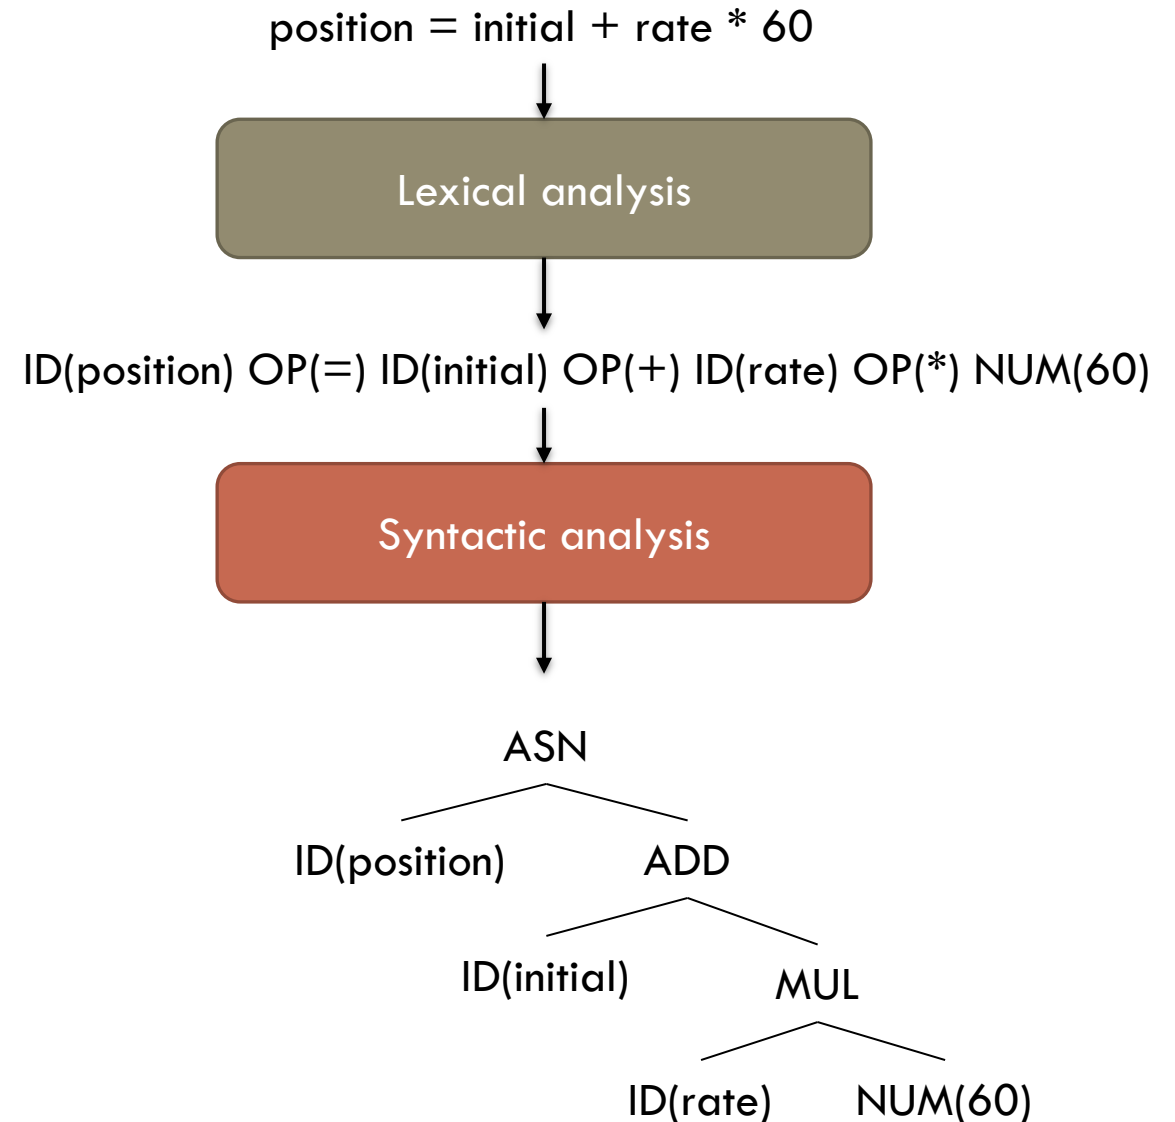 position = initial + rate * 60
Lexical analysis
ID(position) OP(=) ID(initial) OP(+) ID(rate) OP(*) NUM(60)
Syntactic analysis
ASN
ID(position) ADD
ID(initial) MUL
ID(rate) NUM(60)